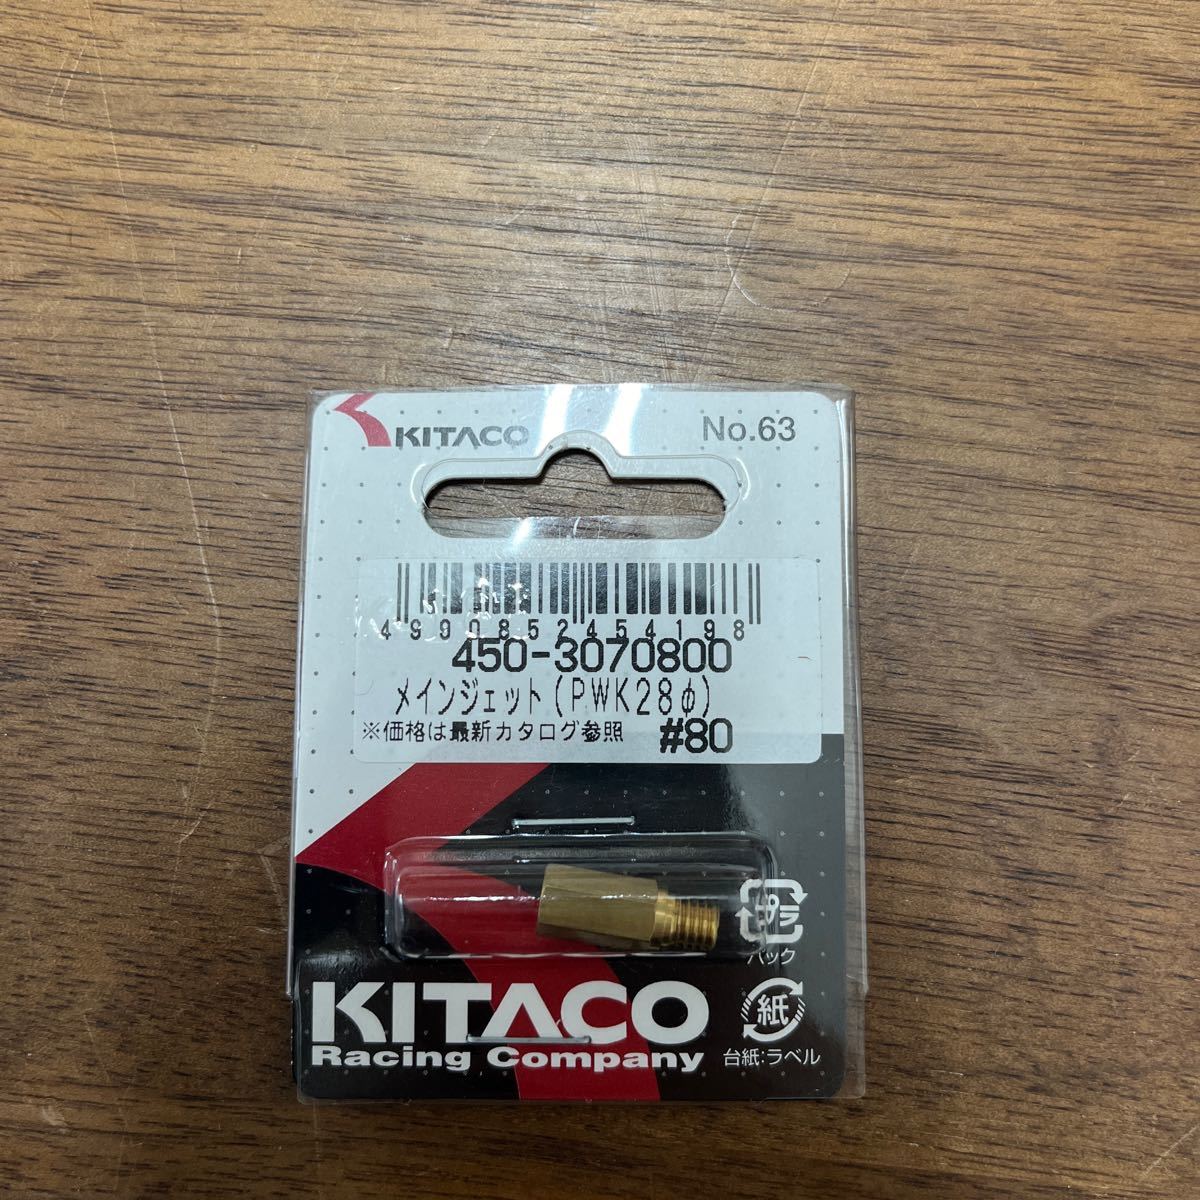 KITACO
No.63
4990852454198
450-3070800
メインジェット(PWK28φ)
※価格は最新カタログ参照 #80
プラ
パック
KITACO
Racing Company
紙
台紙:ラベル